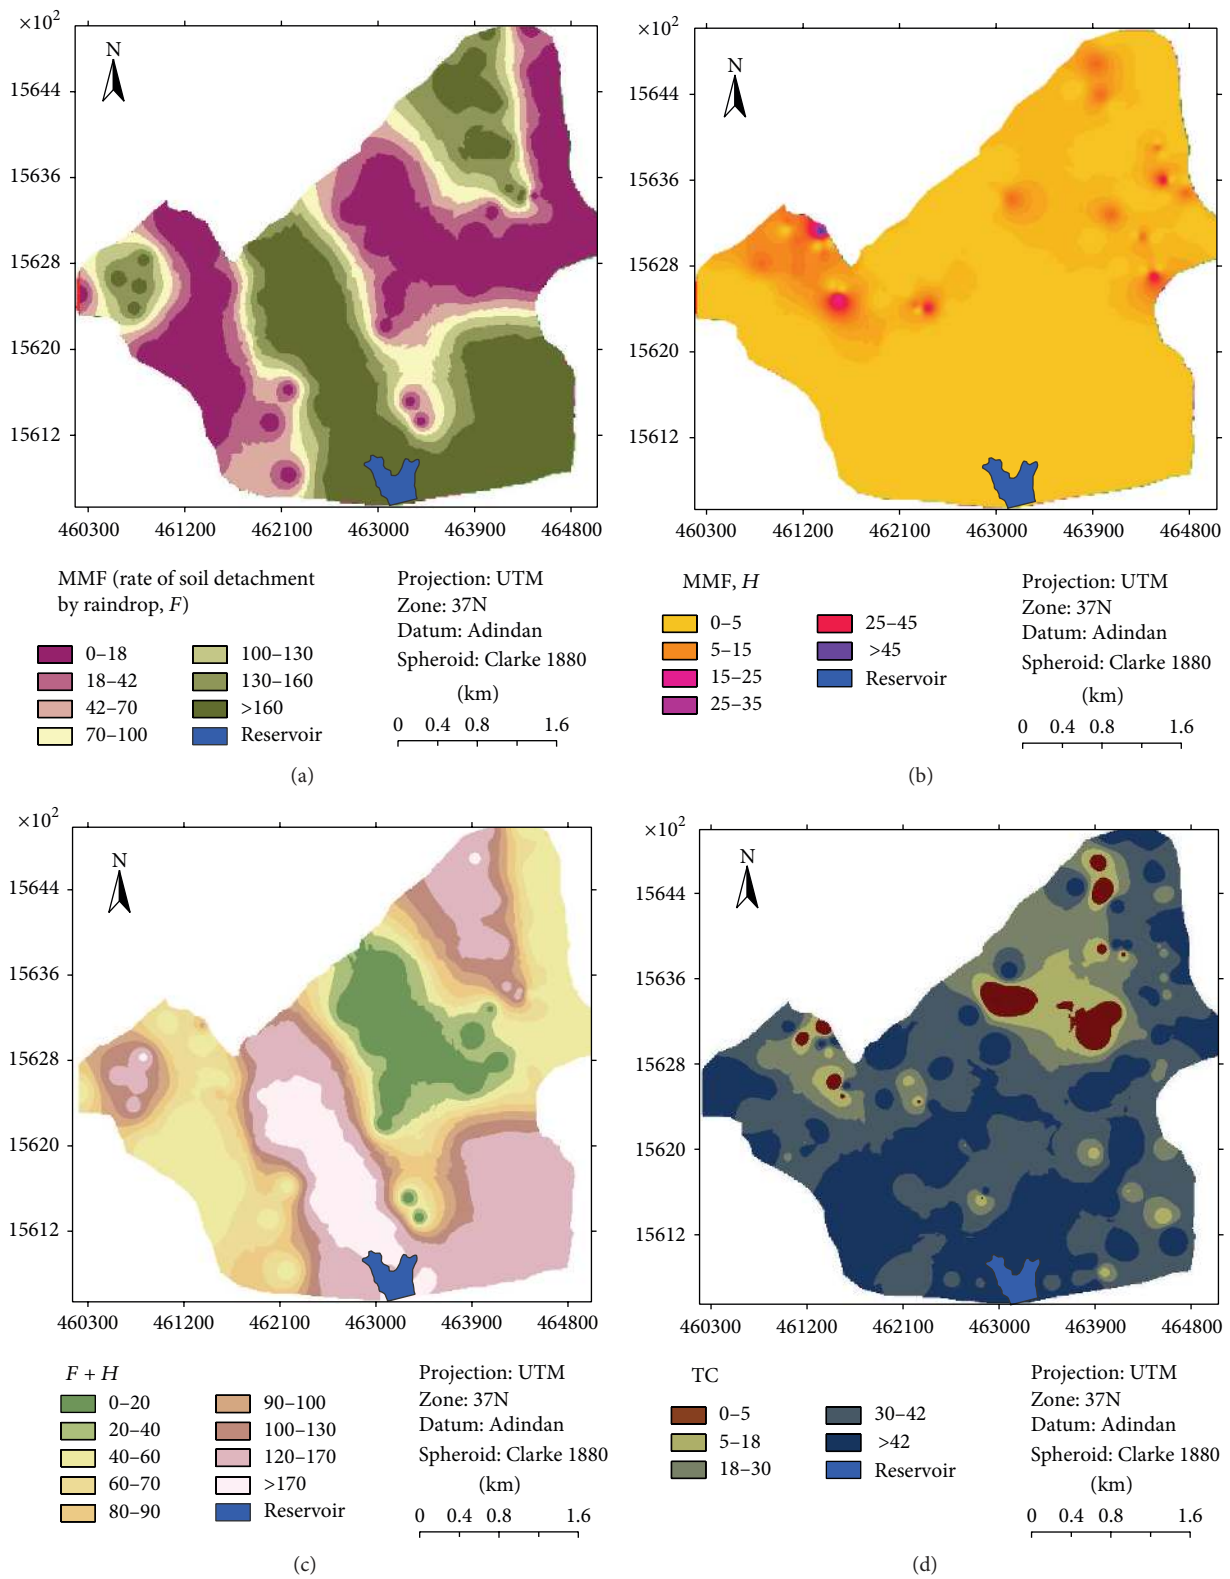 ×10²
N
15644
15636
15628
15620
15612
460300 461200 462100 463000 463900 464800
MMF (rate of soil detachment
by raindrop, F)
0–18
18–42
42–70
70–100
100–130
130–160
>160
Reservoir
Projection: UTM
Zone: 37N
Datum: Adindan
Spheroid: Clarke 1880
(km)
0 0.4 0.8 1.6
(a)
×10²
N
15644
15636
15628
15620
15612
460300 461200 462100 463000 463900 464800
MMF, H
0–5
5–15
15–25
25–35
25–45
>45
Reservoir
Projection: UTM
Zone: 37N
Datum: Adindan
Spheroid: Clarke 1880
(km)
0 0.4 0.8 1.6
(b)
×10²
N
15644
15636
15628
15620
15612
460300 461200 462100 463000 463900 464800
F + H
0–20
20–40
40–60
60–70
80–90
90–100
100–130
120–170
>170
Reservoir
Projection: UTM
Zone: 37N
Datum: Adindan
Spheroid: Clarke 1880
(km)
0 0.4 0.8 1.6
(c)
×10²
N
15644
15636
15628
15620
15612
460300 461200 462100 463000 463900 464800
TC
0–5
5–18
18–30
30–42
>42
Reservoir
Projection: UTM
Zone: 37N
Datum: Adindan
Spheroid: Clarke 1880
(km)
0 0.4 0.8 1.6
(d)